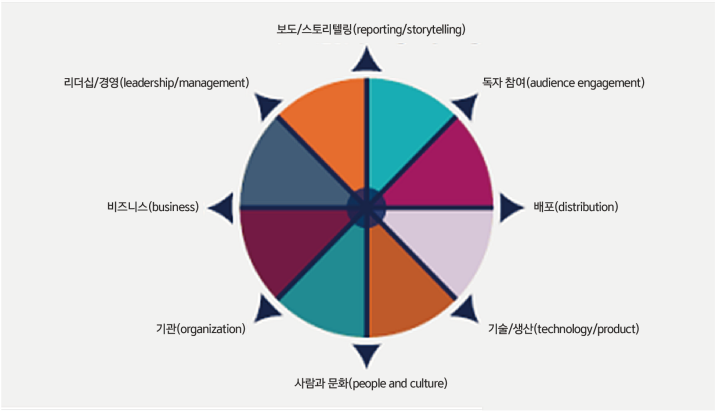 보도/스토리텔링(reporting/storytelling)
리더십/경영(leadership/management)
독자 참여(audience engagement)
비즈니스(business)
배포(distribution)
기관(organization)
기술/생산(technology/product)
사람과 문화(people and culture)